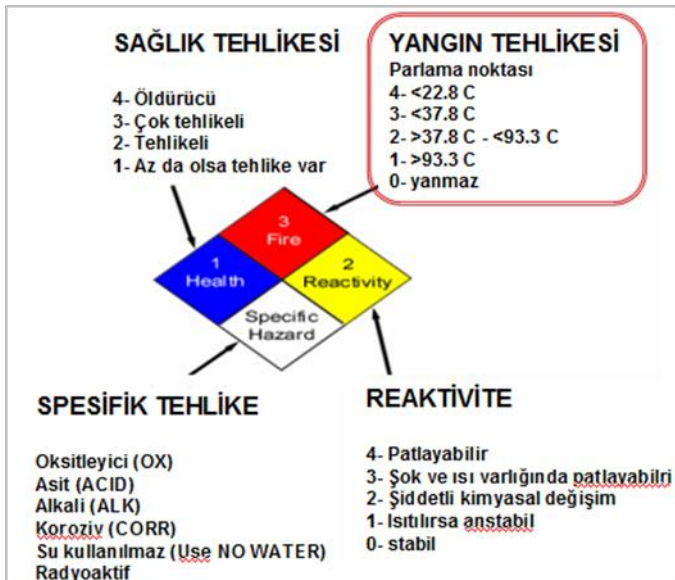 SAĞLIK TEHLİKESİ
4- Öldürücü
3- Çok tehlikeli
2- Tehlikeli
1- Az da olsa tehlike var
YANGIN TEHLİKESİ
Parlama noktası
4- <22.8 C
3- <37.8 C
2- >37.8 C - <93.3 C
1- >93.3 C
0- yanmaz
3
Fire
1
Health
2
Reactivity
Specific
Hazard
SPESİFİK TEHLİKE
Oksitleyici (OX)
Asit (ACID)
Alkali (ALK)
Koroziv (CORR)
Su kullanılmaz (Use NO WATER)
Radyoaktif
REAKTİVİTE
4- Patlayabilir
3- Şok ve ısı varlığında patlayabilri
2- Şiddetli kimyasal değişim
1- Isıtılırsa anstabil
0- stabil